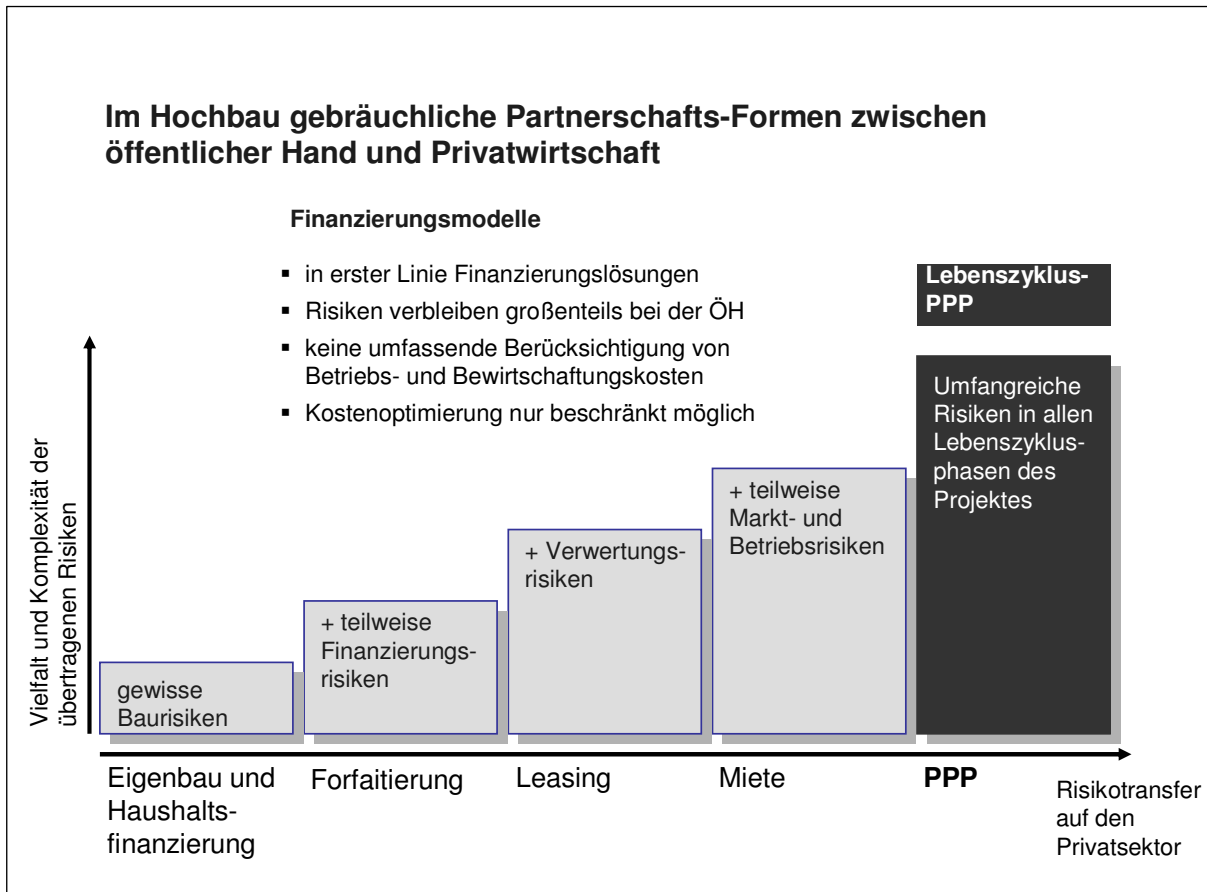 Im Hochbau gebräuchliche Partnerschafts-Formen zwischen
öffentlicher Hand und Privatwirtschaft
Finanzierungsmodelle
▪ in erster Linie Finanzierungslösungen
▪ Risiken verbleiben großenteils bei der ÖH
▪ keine umfassende Berücksichtigung von
Betriebs- und Bewirtschaftungskosten
▪ Kostenoptimierung nur beschränkt möglich
Lebenszyklus-
PPP
Vielfalt und Komplexität der
übertragenen Risiken
gewisse
Baurisiken
+ teilweise
Finanzierungs-
risiken
+ Verwertungs-
risiken
+ teilweise
Markt- und
Betriebsrisiken
Umfangreiche
Risiken in allen
Lebenszyklus-
phasen des
Projektes
Eigenbau und
Haushalts-
finanzierung
Forfaitierung
Leasing
Miete
PPP
Risikotransfer
auf den
Privatsektor